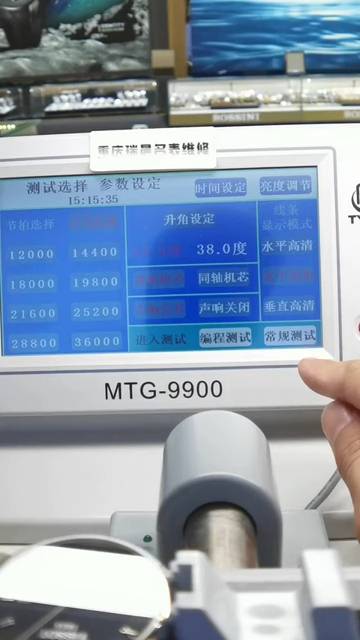 ROSSINI
重庆瑞晨名表维修
测试选择 参数设定 时间设定 亮度调节
15:15:35
节拍选择 升角设定 线条
显示模式
12000 14400 38.0度 水平高清
18000 19800 同轴机芯
21600 25200 声响关闭 垂直高清
28800 36000 进入测试 编程测试 常规测试
MTG-9900